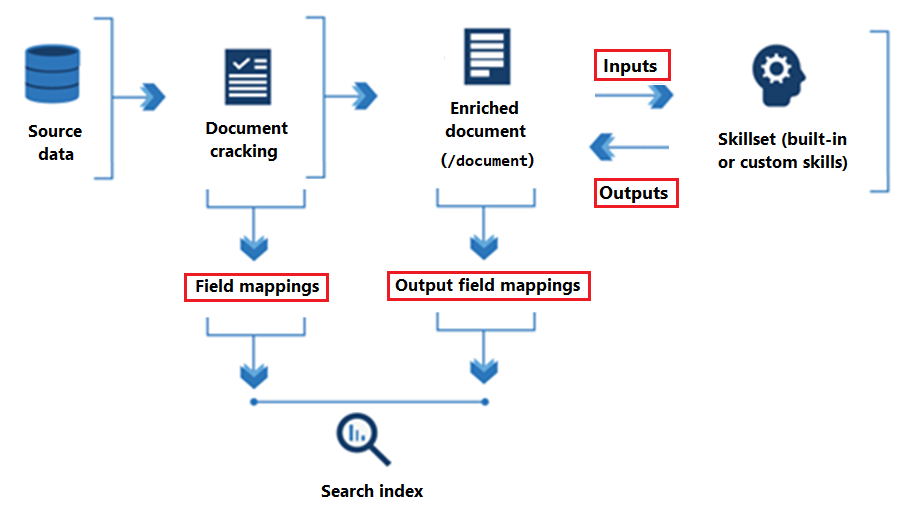 Source
data
Document
cracking
Enriched
document
(/document)
Inputs
Outputs
Skillset (built-in
or custom skills)
Field mappings
Output field mappings
Search index